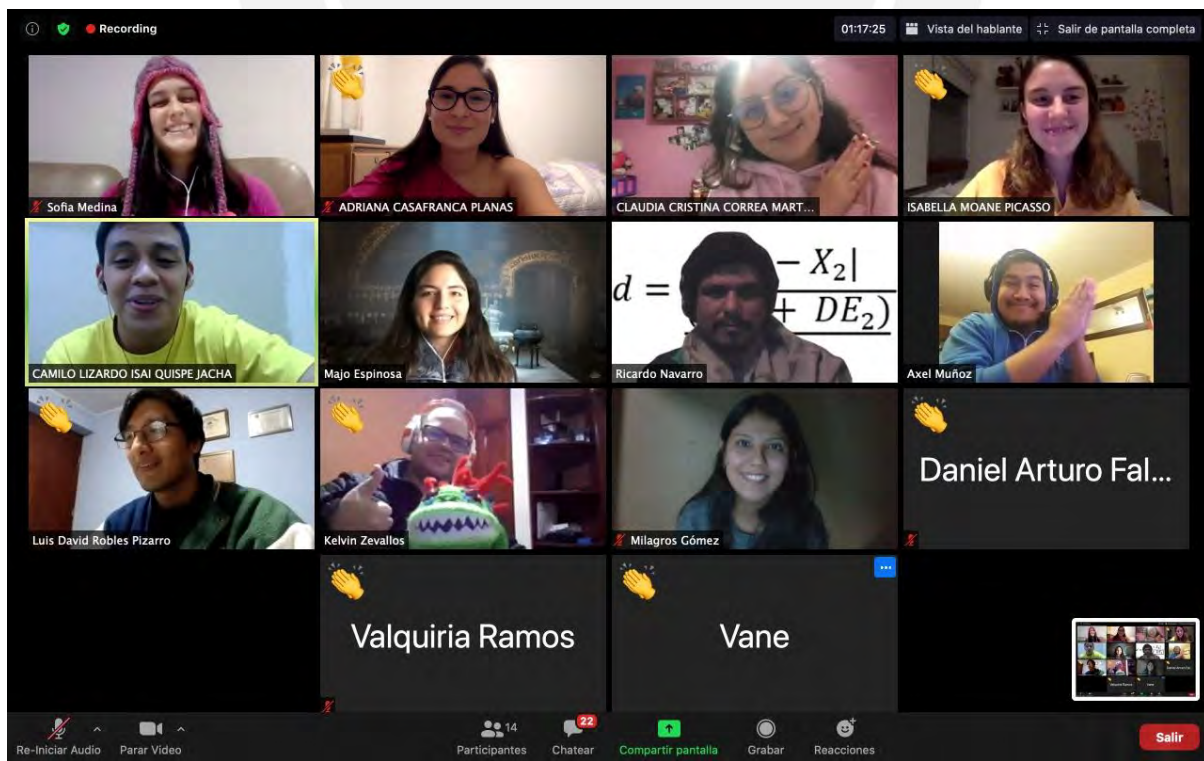 Recording
01:17:25
Vista del hablante
Salir de pantalla completa
Sofia Medina
ADRIANA CASAFRANCA PLANAS
CLAUDIA CRISTINA CORREA MART...
ISABELLA MOANE PICASSO
CAMILO LIZARDO ISAI QUISPE JACHA
Majo Espinosa
d = - X₂|
+ DE₂)
Ricardo Navarro
Axel Muñoz
Luis David Robles Pizarro
Kelvin Zevallos
Milagros Gómez
Daniel Arturo Fal...
Valquiria Ramos
Vane
Re-Iniciar Audio
Parar Video
14
Participantes
22
Chatear
Compartir pantalla
Grabar
Reacciones
Salir